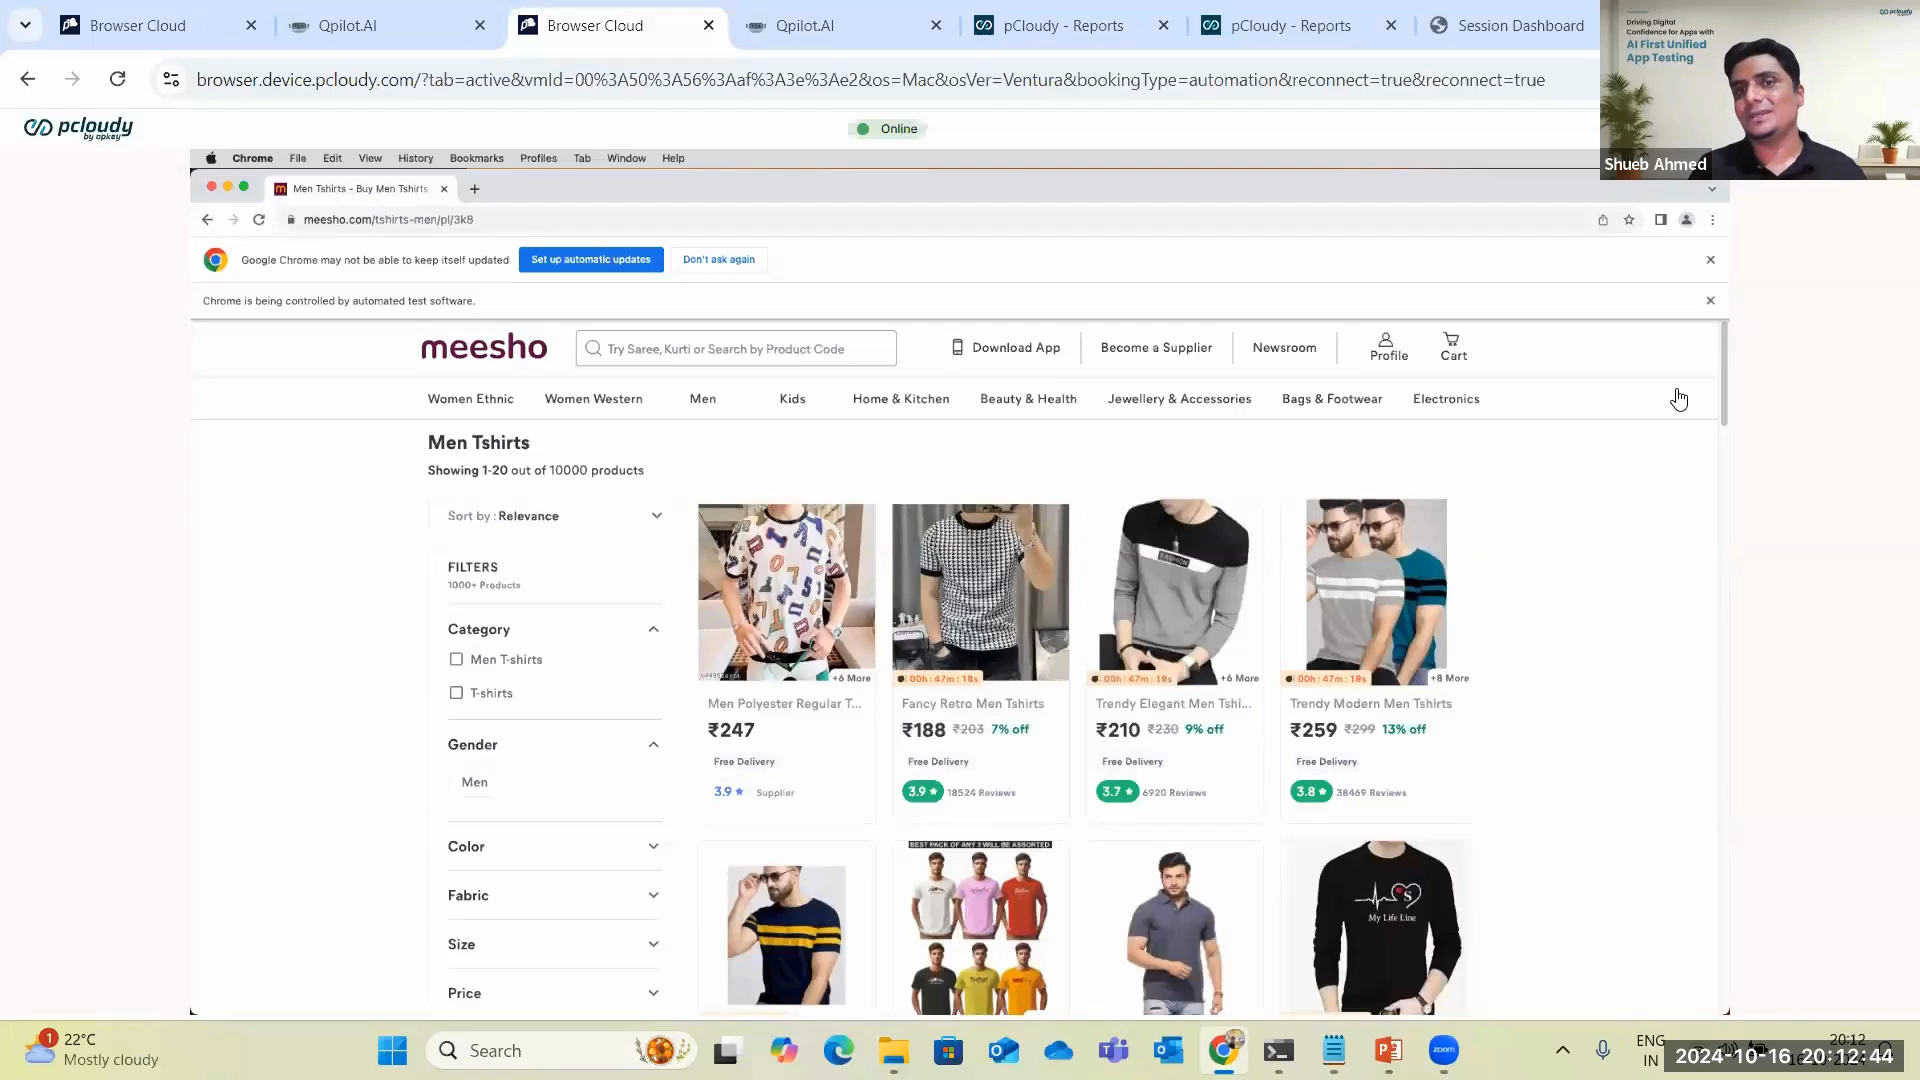 Browser Cloud
Qpilot.AI
Browser Cloud
Qpilot.AI
pCloudy - Reports
pCloudy - Reports
Session Dashboard
browser.device.pcloudy.com/?tab=active&vmId=00%3A50%3A56%3Aaf%3A3e%3Ae2&os=Mac&osVer=Ventura&bookingType=automation&reconnect=true&reconnect=true
pcloudy
by opkey
Online
pcloudy
Driving Digital
Confidence for Apps with
AI First Unified
App Testing
Shueb Ahmed
Chrome File Edit View History Bookmarks Profiles Tab Window Help
Men Tshirts - Buy Men Tshirts
meesho.com/tshirts-men/pl/3k8
Google Chrome may not be able to keep itself updated
Set up automatic updates
Don't ask again
Chrome is being controlled by automated test software.
meesho
Try Saree, Kurti or Search by Product Code
Download App
Become a Supplier
Newsroom
Profile
Cart
Women Ethnic
Women Western
Men
Kids
Home & Kitchen
Beauty & Health
Jewellery & Accessories
Bags & Footwear
Electronics
Men Tshirts
Showing 1-20 out of 10000 products
Sort by : Relevance
FILTERS
1000+ Products
Category
Men T-shirts
T-shirts
Gender
Men
Color
Fabric
Size
Price
+6 More
Men Polyester Regular T...
₹247
Free Delivery
3.9 ★ Supplier
00h : 47m : 18s
Fancy Retro Men Tshirts
₹188 ₹203 7% off
Free Delivery
3.9 ★ 18524 Reviews
FASHION
00h : 47m : 18s
+6 More
Trendy Elegant Men Tshi...
₹210 ₹230 9% off
Free Delivery
3.7 ★ 6920 Reviews
00h : 47m : 18s
+8 More
Trendy Modern Men Tshirts
₹259 ₹299 13% off
Free Delivery
3.8 ★ 38469 Reviews
BEST PACK OF ANY 3 WILL BE ASSORTED
S
My Life Line
1
22°C
Mostly cloudy
Search
zoom
ENG
IN
20:12
2024-10-16 20:12:44